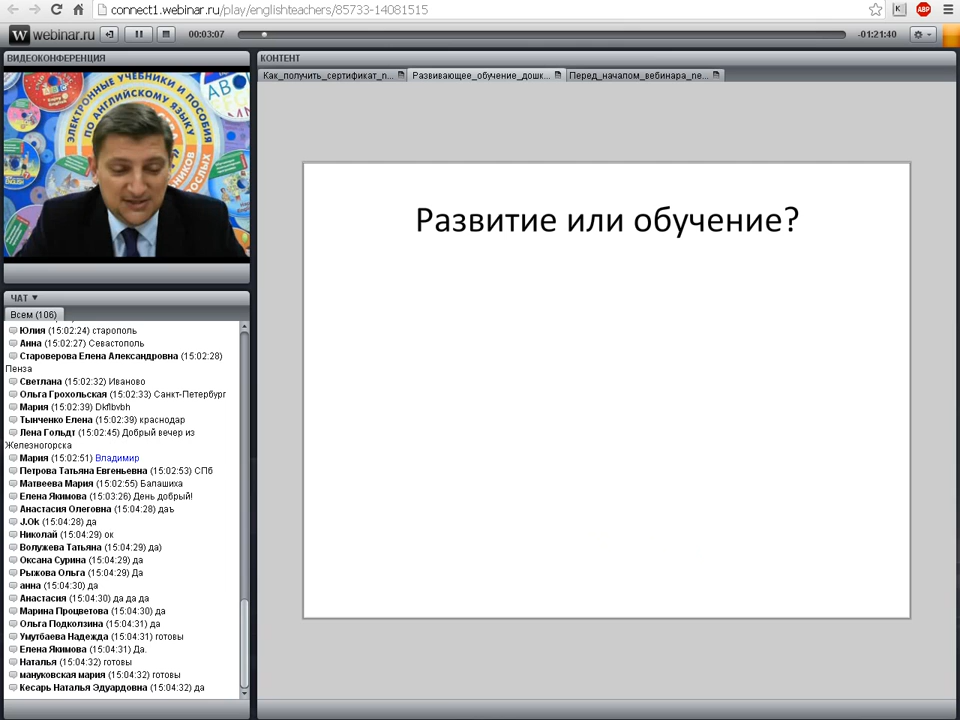 connect1.webinar.ru/play/englishteachers/85733-14081515
ABP
W webinar.ru
00:03:07
-01:21:40
ВИДЕОКОНФЕРЕНЦИЯ
ЭЛЕКТРОННЫЕ УЧЕБНИКИ И ПОСОБИЯ
ПО АНГЛИЙСКОМУ ЯЗЫКУ
КОНТЕНТ
Как_получить_сертификат_п...
Развивающее_обучение_дошк...
Перед_началом_вебинара_пе...
Развитие или обучение?
ЧАТ
Всем (106)
Юлия (15:02:24) старополь
Анна (15:02:27) Севастополь
Староверова Елена Александровна (15:02:28)
Пенза
Светлана (15:02:32) Иваново
Ольга Грохольская (15:02:33) Санкт-Петербург
Мария (15:02:39) Dkflbvbh
Тынченко Елена (15:02:39) краснодар
Лена Гольдт (15:02:45) Добрый вечер из
Железногорска
Мария (15:02:51) Владимир
Петрова Татьяна Евгеньевна (15:02:53) СПб
Матвеева Мария (15:02:55) Балашиха
Елена Якимова (15:03:26) День добрый!
Анастасия Олеговна (15:04:28) даъ
J.Ok (15:04:28) да
Николай (15:04:29) ок
Волужева Татьяна (15:04:29) да)
Оксана Сурина (15:04:29) да
Рыжова Ольга (15:04:29) Да
анна (15:04:30) да
Анастасия (15:04:30) да да да
Марина Процветова (15:04:30) да
Ольга Подколзина (15:04:31) да
Умутбаева Надежда (15:04:31) готовы
Елена Якимова (15:04:31) Да.
Наталья (15:04:32) готовы
мануковская мария (15:04:32) готовы
Кесарь Наталья Эдуардовна (15:04:32) да